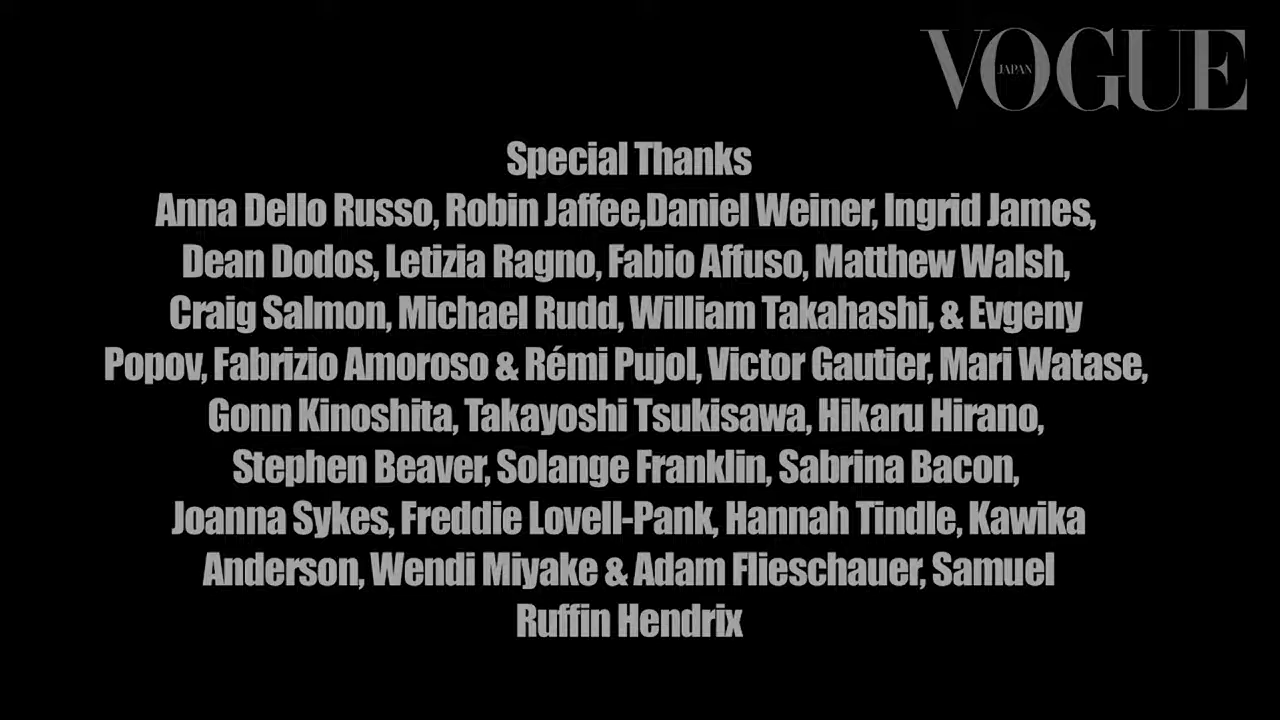 VOGUE
JAPAN
Special Thanks
Anna Dello Russo, Robin Jaffee,Daniel Weiner, Ingrid James,
Dean Dodos, Letizia Ragno, Fabio Affuso, Matthew Walsh,
Craig Salmon, Michael Rudd, William Takahashi, & Evgeny
Popov, Fabrizio Amoroso & Rémi Pujol, Victor Gautier, Mari Watase,
Gonn Kinoshita, Takayoshi Tsukisawa, Hikaru Hirano,
Stephen Beaver, Solange Franklin, Sabrina Bacon,
Joanna Sykes, Freddie Lovell-Pank, Hannah Tindle, Kawika
Anderson, Wendi Miyake & Adam Flieschauer, Samuel
Ruffin Hendrix